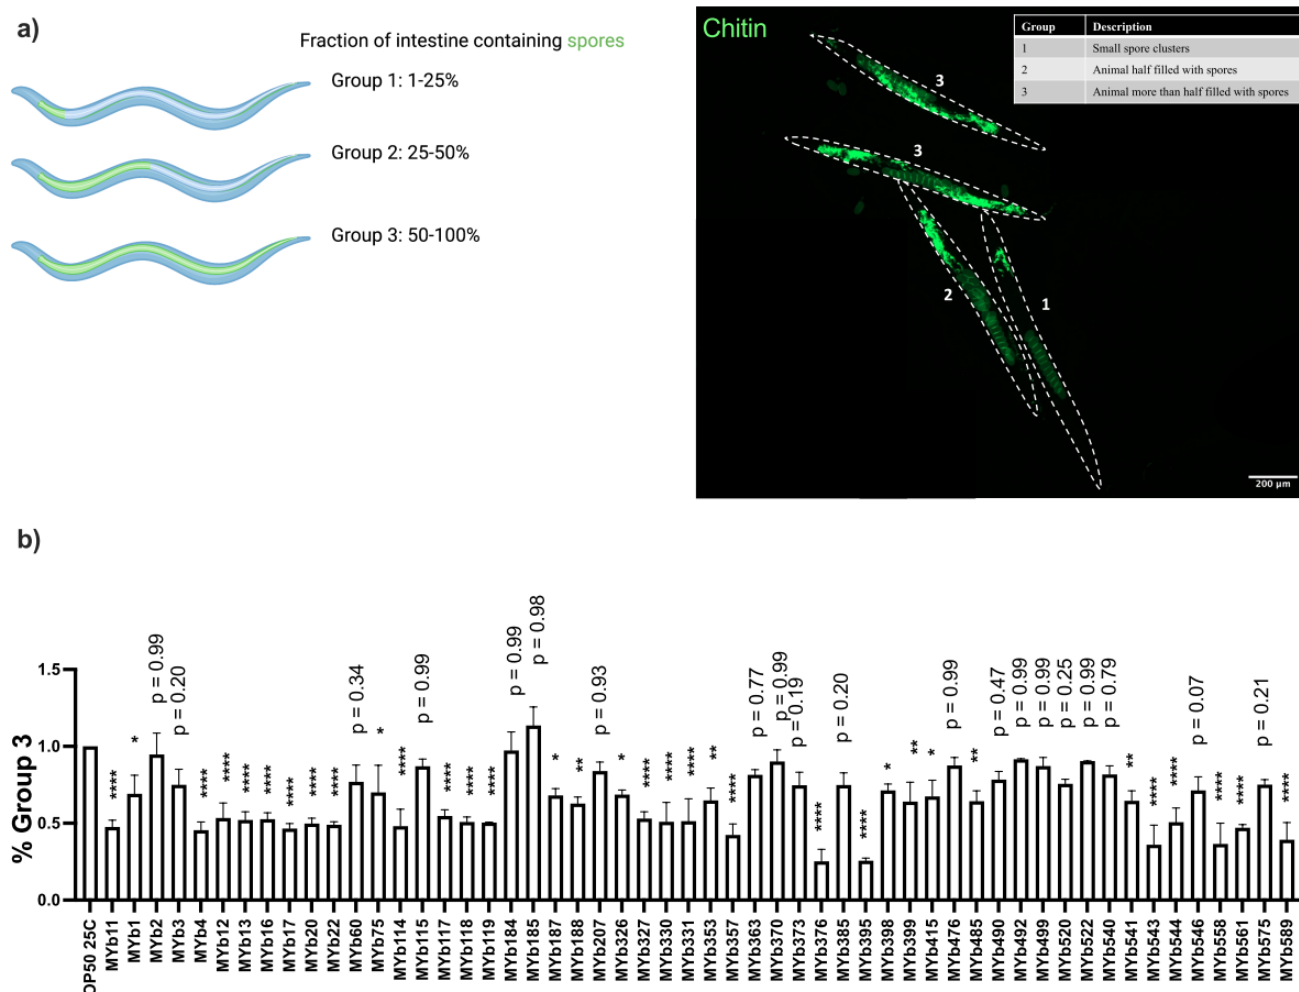 a)
Fraction of intestine containing spores
Group 1: 1-25%
Group 2: 25-50%
Group 3: 50-100%
Chitin
Group Description
1 Small spore clusters
2 Animal half filled with spores
3 Animal more than half filled with spores
3
3
2
1
200 µm
b)
% Group 3
1.5
1.0
0.5
0.0
****
*
p = 0.99
p = 0.20
****
****
****
****
****
****
****
p = 0.34
*
****
p = 0.99
****
****
****
p = 0.99
p = 0.98
*
**
p = 0.93
*
****
****
****
**
****
p = 0.77
p = 0.99
p = 0.19
****
p = 0.20
****
*
**
*
p = 0.99
**
p = 0.47
p = 0.99
p = 0.99
p = 0.25
p = 0.99
p = 0.79
**
****
****
p = 0.07
****
****
p = 0.21
****
OP50 25C
MYb11
MYb1
MYb2
MYb3
MYb4
MYb12
MYb13
MYb16
MYb17
MYb20
MYb22
MYb60
MYb75
MYb114
MYb115
MYb117
MYb118
MYb119
MYb184
MYb185
MYb187
MYb188
MYb207
MYb326
MYb327
MYb330
MYb331
MYb353
MYb357
MYb363
MYb370
MYb373
MYb376
MYb385
MYb395
MYb398
MYb399
MYb415
MYb476
MYb485
MYb490
MYb492
MYb499
MYb520
MYb522
MYb540
MYb541
MYb543
MYb544
MYb546
MYb558
MYb561
MYb575
MYb589